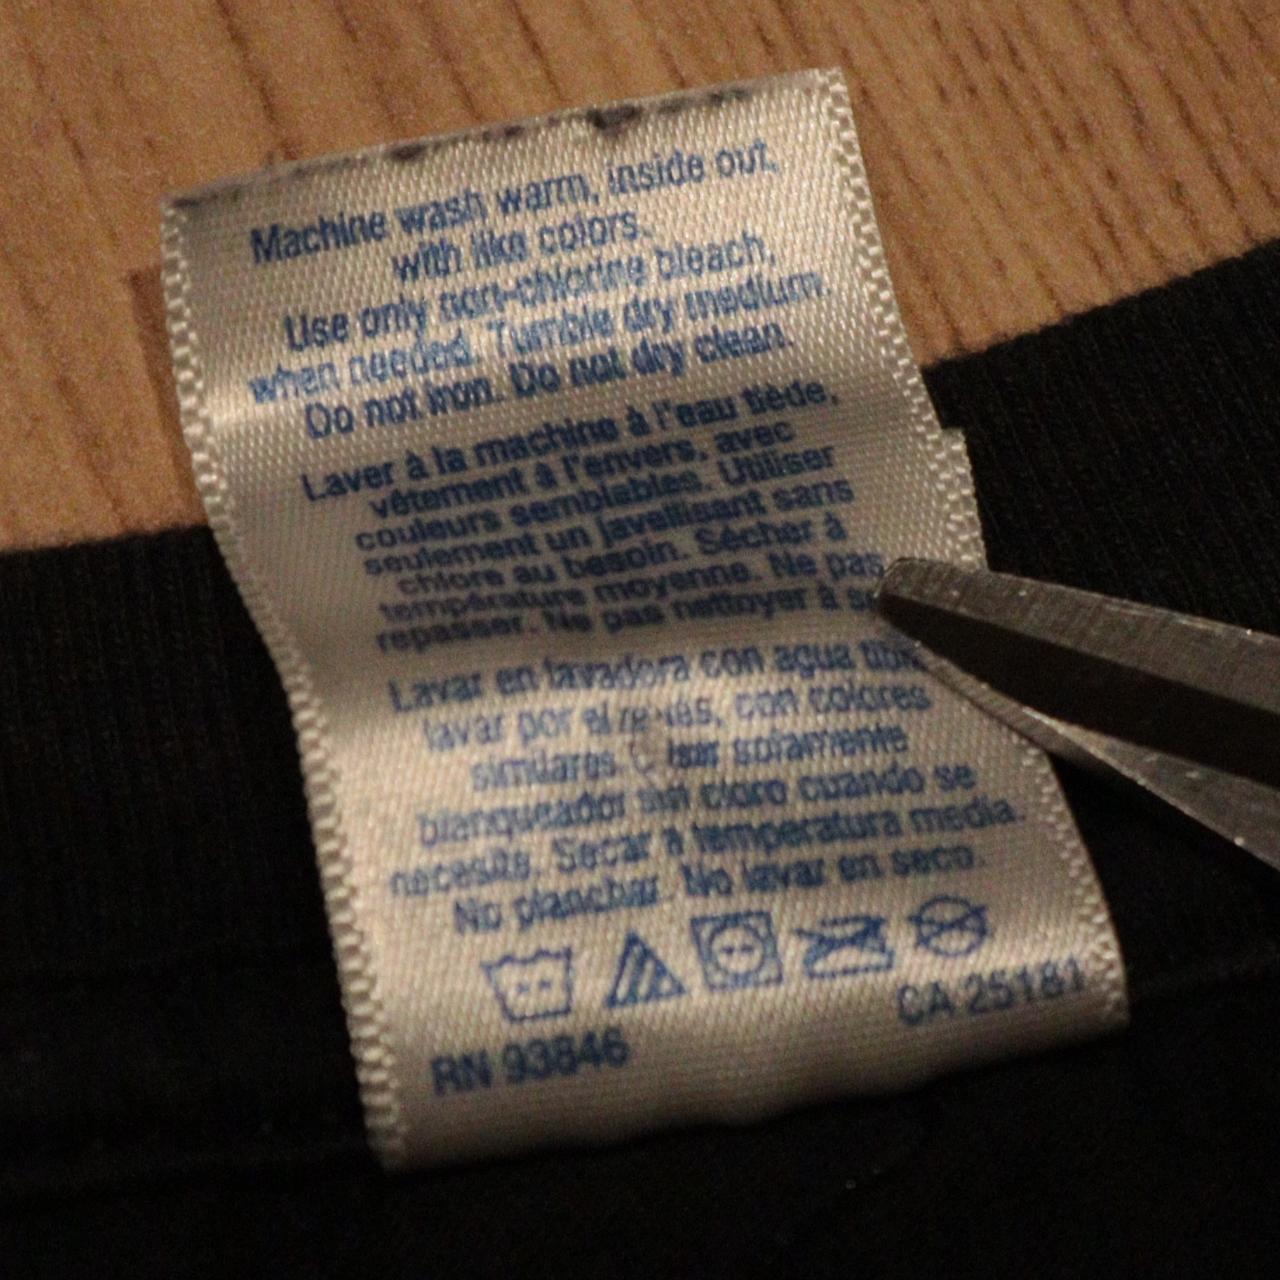 Machine wash warm, inside out,
with like colors.
Use only non-chlorine bleach,
when needed. Tumble dry medium.
Do not iron. Do not dry clean.
Laver à la machine à l'eau tiède,
vêtement à l'envers, avec
couleurs semblables. Utiliser
seulement un javellisant sans
chlore au besoin. Sécher à
température moyenne. Ne pas
repasser. Ne pas nettoyer à
Lavar en lavadora con agua
lavar por el con colores
similares. solamente
blanqueador sin cloro cuando se
necesite. Secar a temperatura media.
No planchar. No lavar en seco.
CA 25181
RN 93846